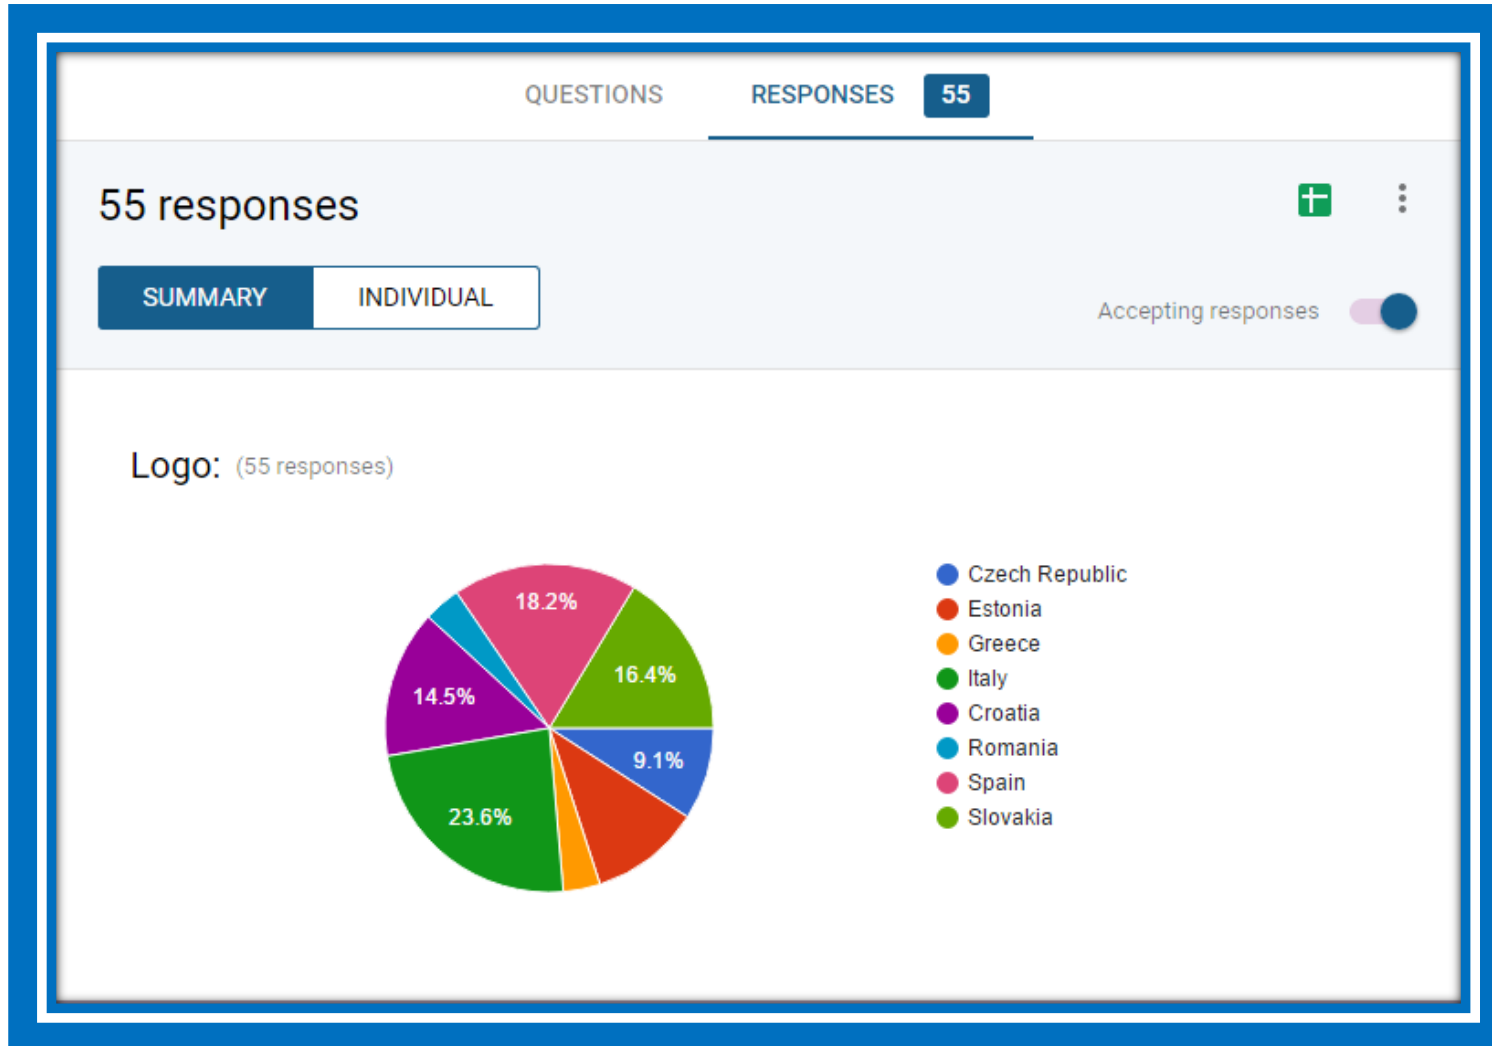 QUESTIONS RESPONSES 55
55 responses
SUMMARY INDIVIDUAL
Accepting responses
Logo: (55 responses)
18.2%
16.4%
14.5%
9.1%
23.6%
Czech Republic
Estonia
Greece
Italy
Croatia
Romania
Spain
Slovakia